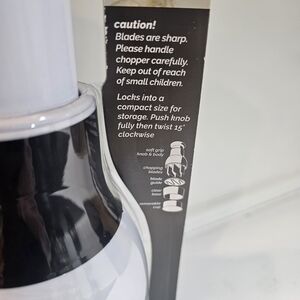 caution!
Blades are sharp.
Please handle
chopper carefully.
Keep out of reach
of small children.
Locks into a
compact size for
storage. Push knob
fully then twist 15°
clockwise
soft grip
knob & body
chopping
blades
blade
guide
clear
base
removable
cup